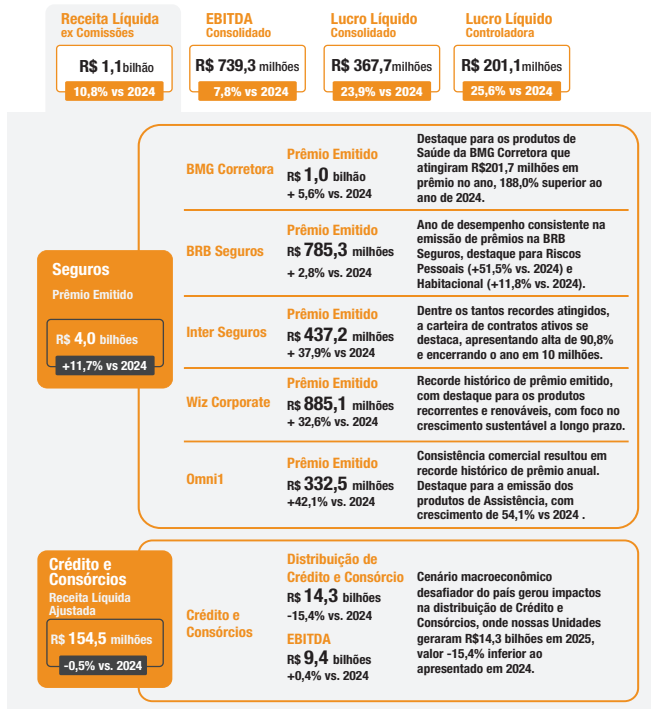 Receita Líquida
ex Comissões
R$ 1,1bilhão
10,8% vs 2024
EBITDA
Consolidado
R$ 739,3 milhões
7,8% vs 2024
Lucro Líquido
Consolidado
R$ 367,7milhões
23,9% vs 2024
Lucro Líquido
Controladora
R$ 201,1milhões
25,6% vs 2024
Seguros
Prêmio Emitido
R$ 4,0 bilhões
+11,7% vs 2024
BMG Corretora
Prêmio Emitido
R$ 1,0 bilhão
+ 5,6% vs. 2024
Destaque para os produtos de
Saúde da BMG Corretora que
atingiram R$201,7 milhões em
prêmio no ano, 188,0% superior ao
ano de 2024.
BRB Seguros
Prêmio Emitido
R$ 785,3 milhões
+ 2,8% vs. 2024
Ano de desempenho consistente na
emissão de prêmios na BRB
Seguros, destaque para Riscos
Pessoais (+51,5% vs. 2024) e
Habitacional (+11,8% vs. 2024).
Inter Seguros
Prêmio Emitido
R$ 437,2 milhões
+ 37,9% vs 2024
Dentre os tantos recordes atingidos,
a carteira de contratos ativos se
destaca, apresentando alta de 90,8%
e encerrando o ano em 10 milhões.
Wiz Corporate
Prêmio Emitido
R$ 885,1 milhões
+ 32,6% vs. 2024
Recorde histórico de prêmio emitido,
com destaque para os produtos
recorrentes e renováveis, com foco no
crescimento sustentável a longo prazo.
Omni1
Prêmio Emitido
R$ 332,5 milhões
+42,1% vs 2024
Consistência comercial resultou em
recorde histórico de prêmio anual.
Destaque para a emissão dos
produtos de Assistência, com
crescimento de 54,1% vs 2024 .
Crédito e
Consórcios
Receita Líquida
Ajustada
R$ 154,5 milhões
-0,5% vs. 2024
Crédito e
Consórcios
Distribuição de
Crédito e Consórcio
R$ 14,3 bilhões
-15,4% vs. 2024
EBITDA
R$ 9,4 bilhões
+0,4% vs. 2024
Cenário macroeconômico
desafiador do país gerou impactos
na distribuição de Crédito e
Consórcios, onde nossas Unidades
geraram R$14,3 bilhões em 2025,
valor -15,4% inferior ao
apresentado em 2024.